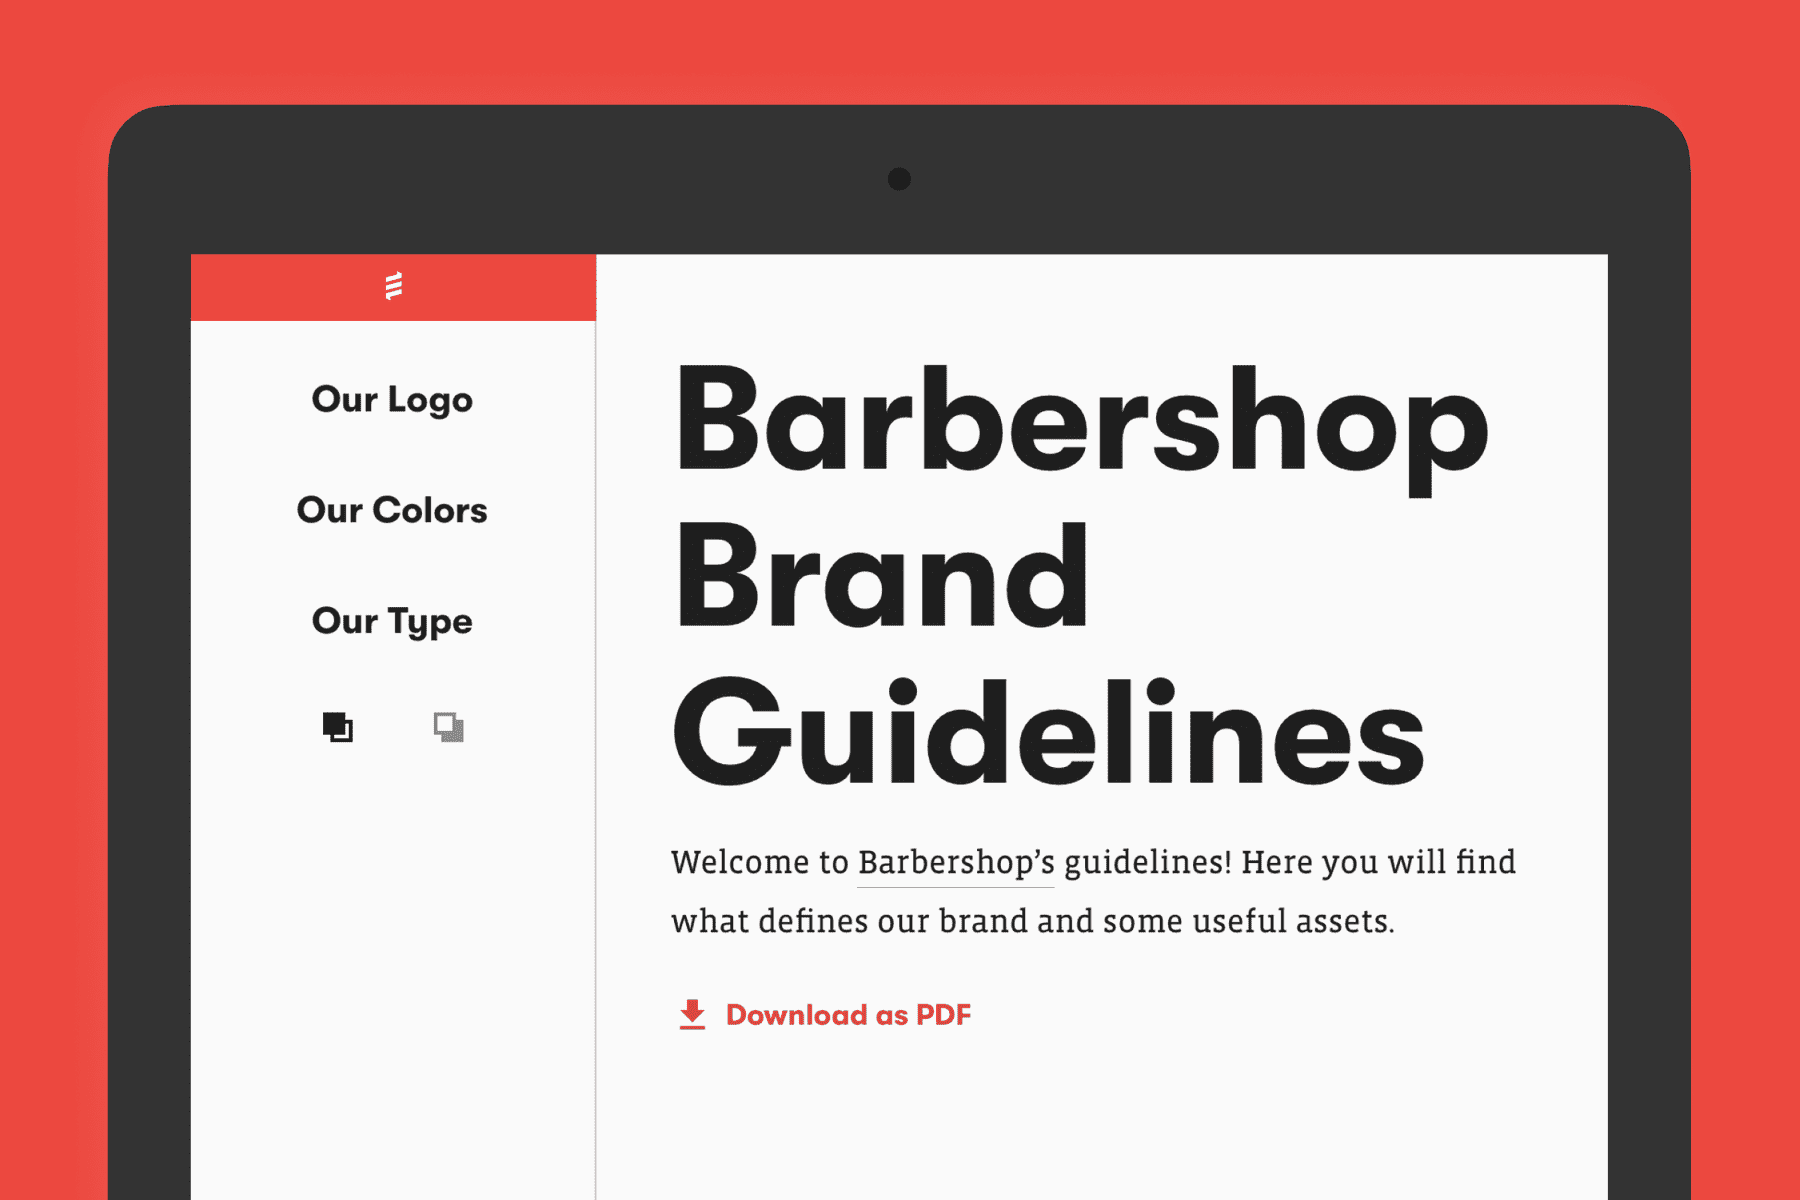 Our Logo
Our Colors
Our Type
Barbershop
Brand
Guidelines
Welcome to Barbershop’s guidelines! Here you will find
what defines our brand and some useful assets.
Download as PDF